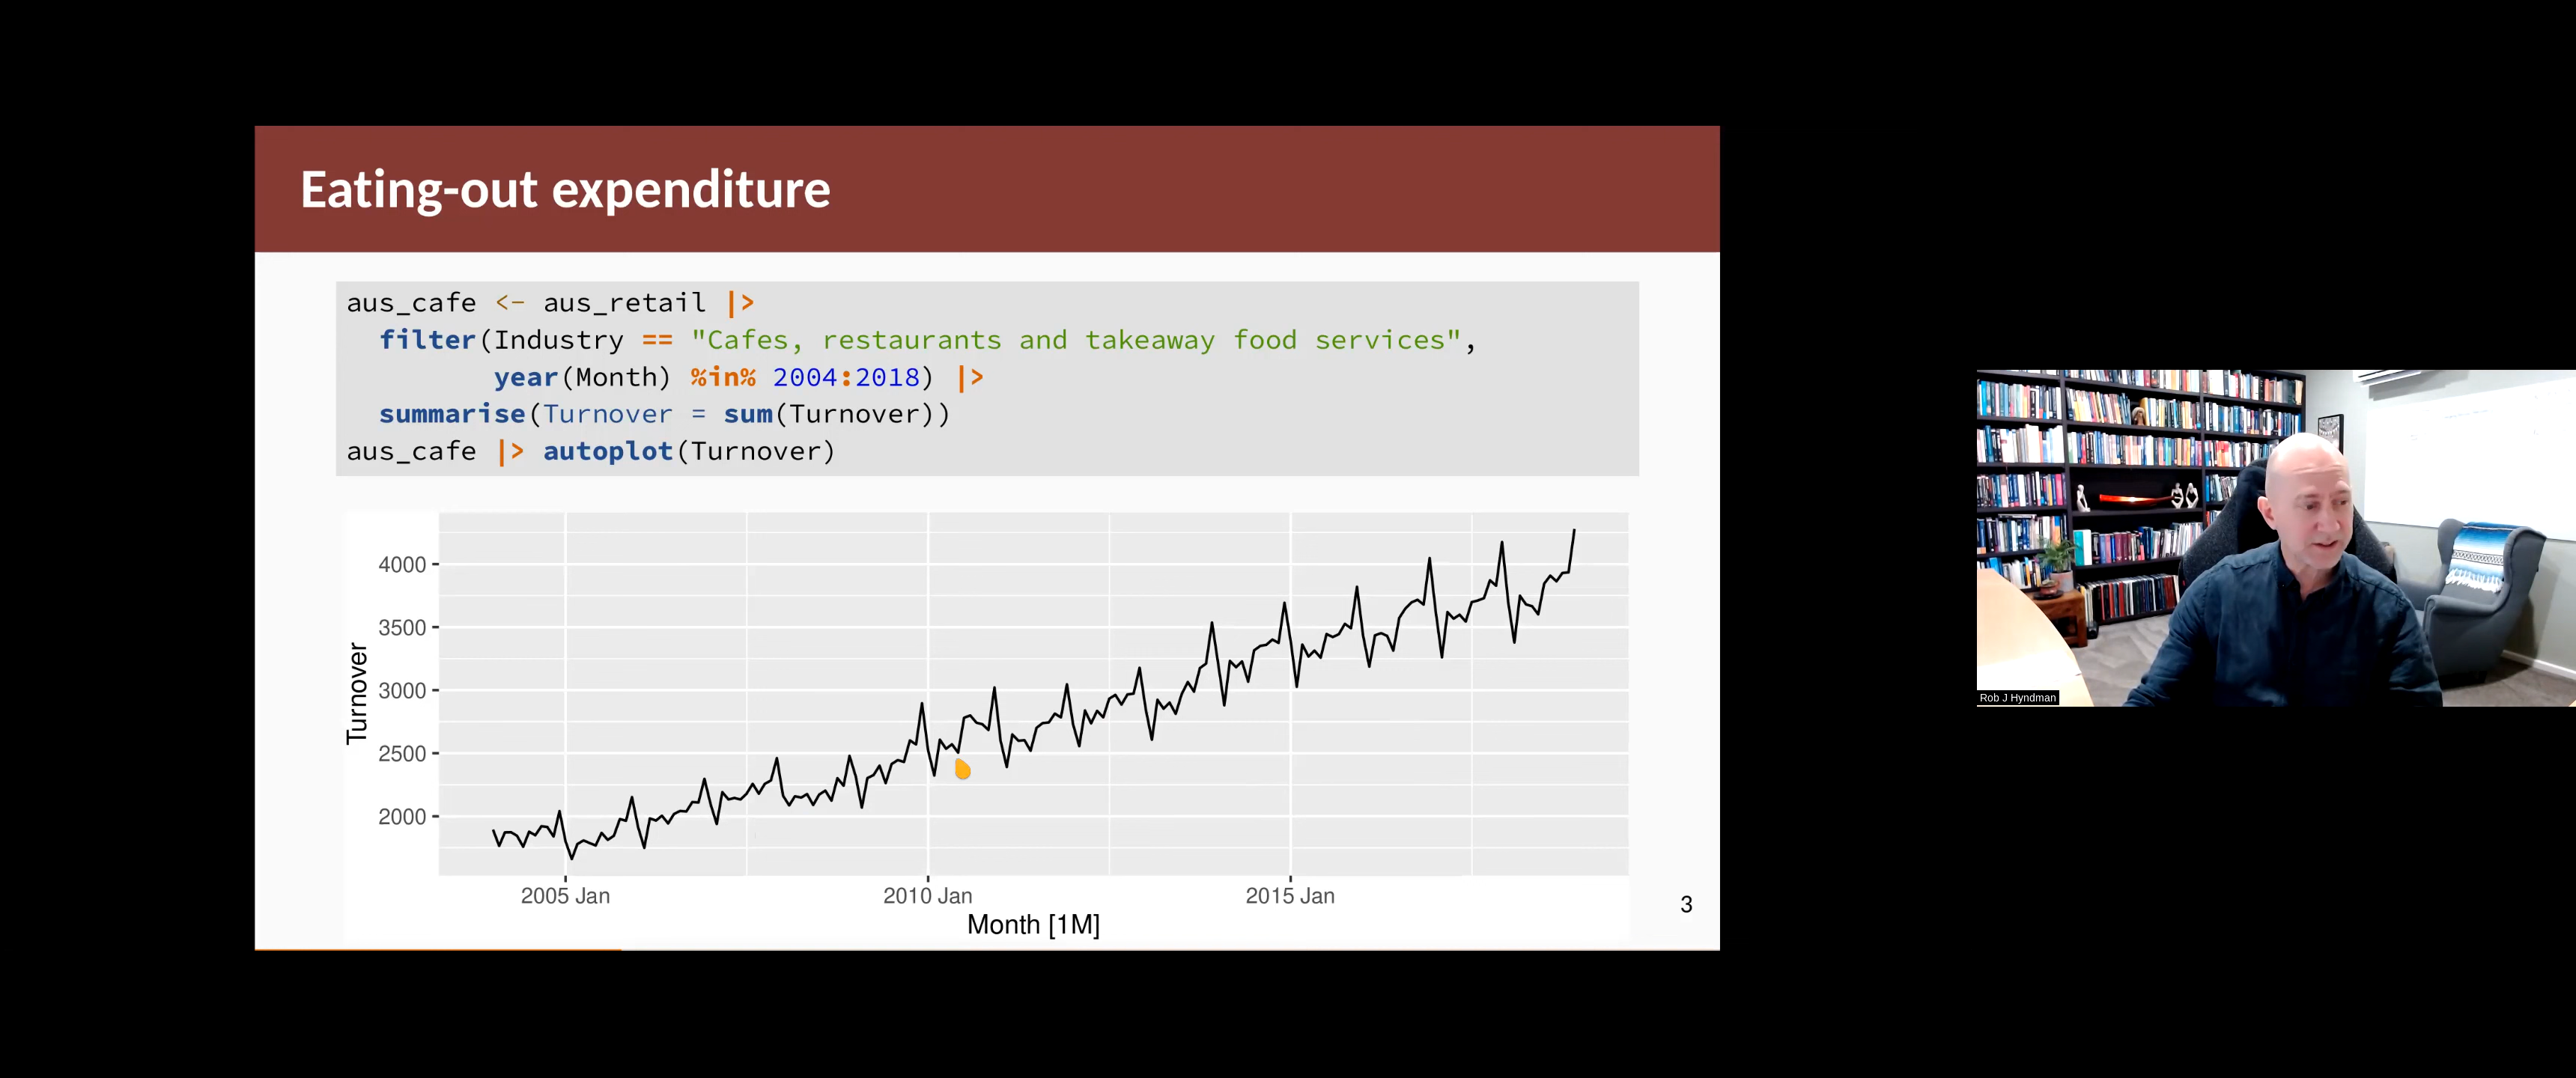 Eating-out expenditure
aus_cafe <- aus_retail |>
  filter(Industry == "Cafes, restaurants and takeaway food services",
         year(Month) %in% 2004:2018) |>
  summarise(Turnover = sum(Turnover))
aus_cafe |> autoplot(Turnover)
4000
3500
3000
2500
2000
Turnover
2005 Jan
2010 Jan
2015 Jan
Month [1M]
3
Rob J Hyndman